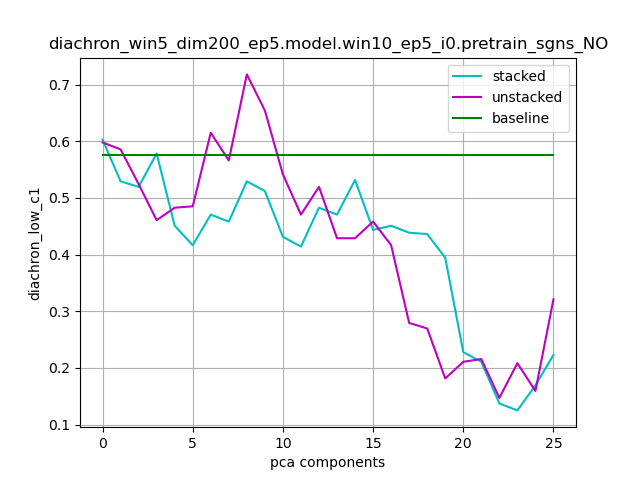 diachron_win5_dim200_ep5.model.win10_ep5_i0.pretrain_sgns_NO
stacked
unstacked
baseline
0.7
0.6
0.5
0.4
0.3
0.2
0.1
diachron_low_c1
0
5
10
15
20
25
pca components